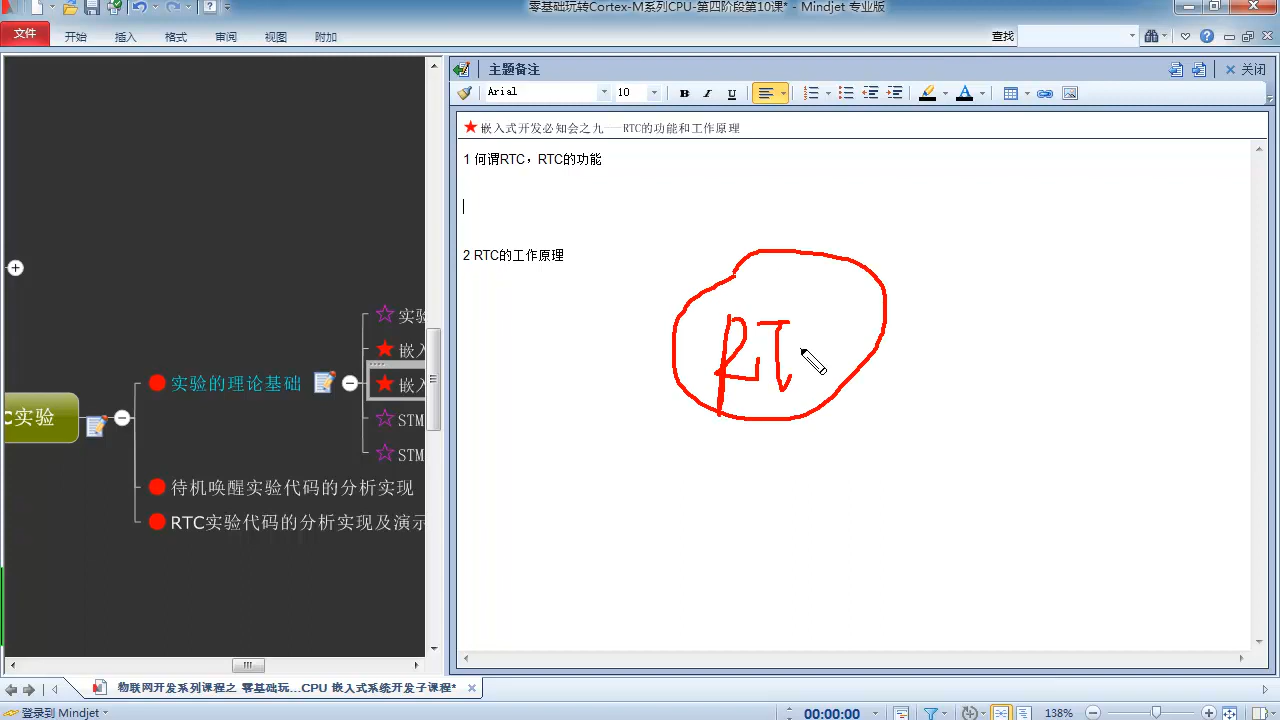 零基础玩转Cortex-M系列CPU-第四阶段第10课* - Mindjet 专业版
文件 开始 插入 格式 审阅 视图 附加 查找
主题备注 关闭
Arial 10 B I U A
嵌入式开发必知会之九——RTC的功能和工作原理
1 何谓RTC，RTC的功能
2 RTC的工作原理
RT
实验
嵌入
实验的理论基础
嵌入
C实验
STM
STM
待机唤醒实验代码的分析实现
RTC实验代码的分析实现及演示
物联网开发系列课程之 零基础玩...CPU 嵌入式系统开发子课程*
登录到 Mindjet 00:00:00 138%